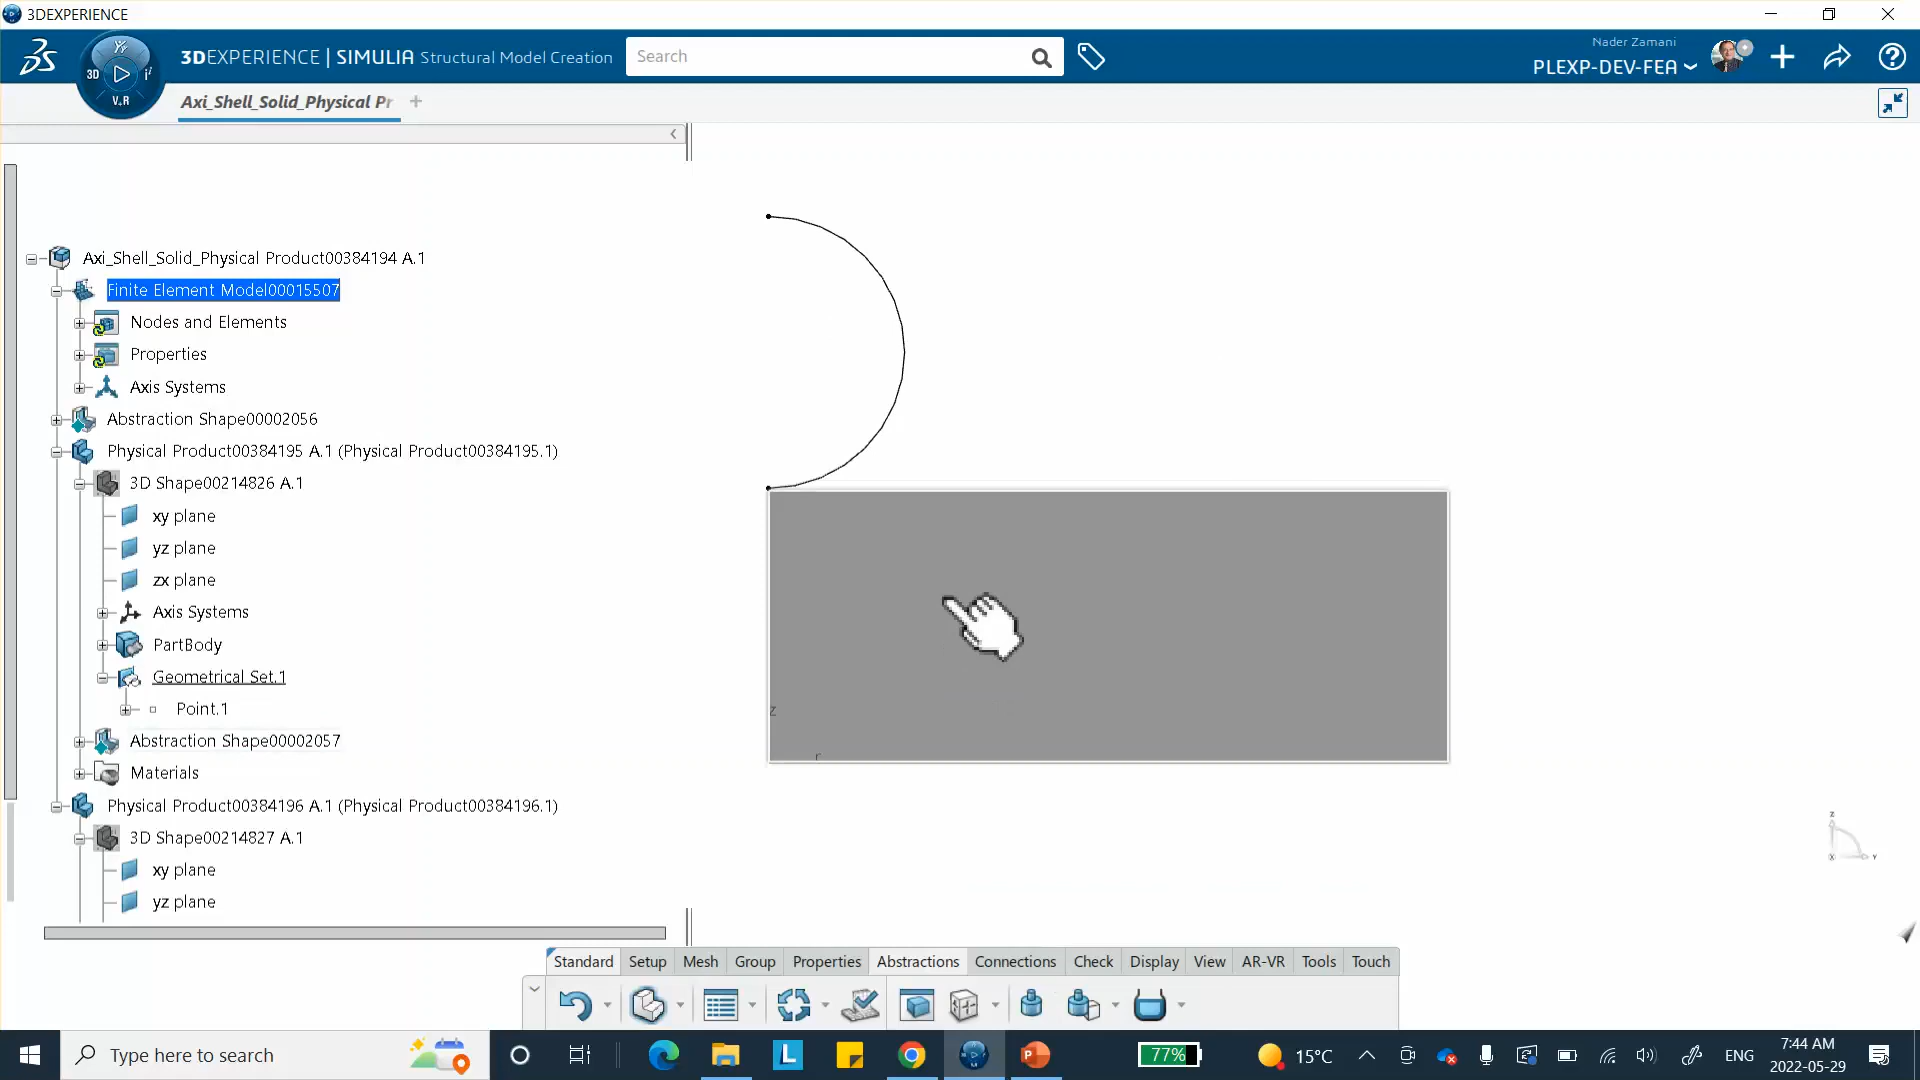 3DEXPERIENCE
3DEXPERIENCE | SIMULIA Structural Model Creation
Search
Nader Zamani
PLEXP-DEV-FEA
3D
V.R
Axi_Shell_Solid_Physical Pr
Axi_Shell_Solid_Physical Product00384194 A.1
Finite Element Model00015507
Nodes and Elements
Properties
Axis Systems
Abstraction Shape00002056
Physical Product00384195 A.1 (Physical Product00384195.1)
3D Shape00214826 A.1
xy plane
yz plane
zx plane
Axis Systems
PartBody
Geometrical Set.1
Point.1
Abstraction Shape00002057
Materials
Physical Product00384196 A.1 (Physical Product00384196.1)
3D Shape00214827 A.1
xy plane
yz plane
z
r
z
x
Y
Standard Setup Mesh Group Properties Abstractions Connections Check Display View AR-VR Tools Touch
Type here to search
L
77%
15°C
ENG
7:44 AM
2022-05-29